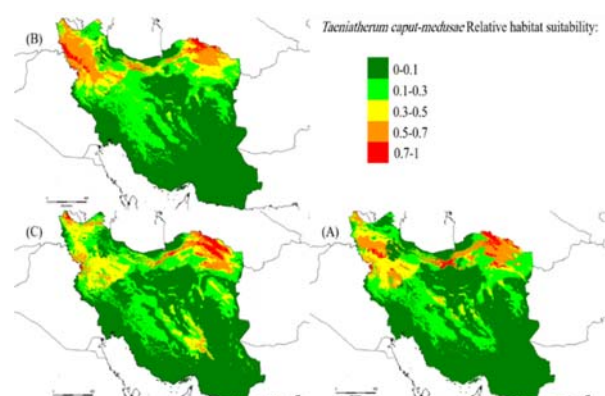 Taeniatherum caput-medusae Relative habitat suitability:
(B)
0-0.1
0.1-0.3
0.3-0.5
0.5-0.7
0.7-1
(C)
(A)